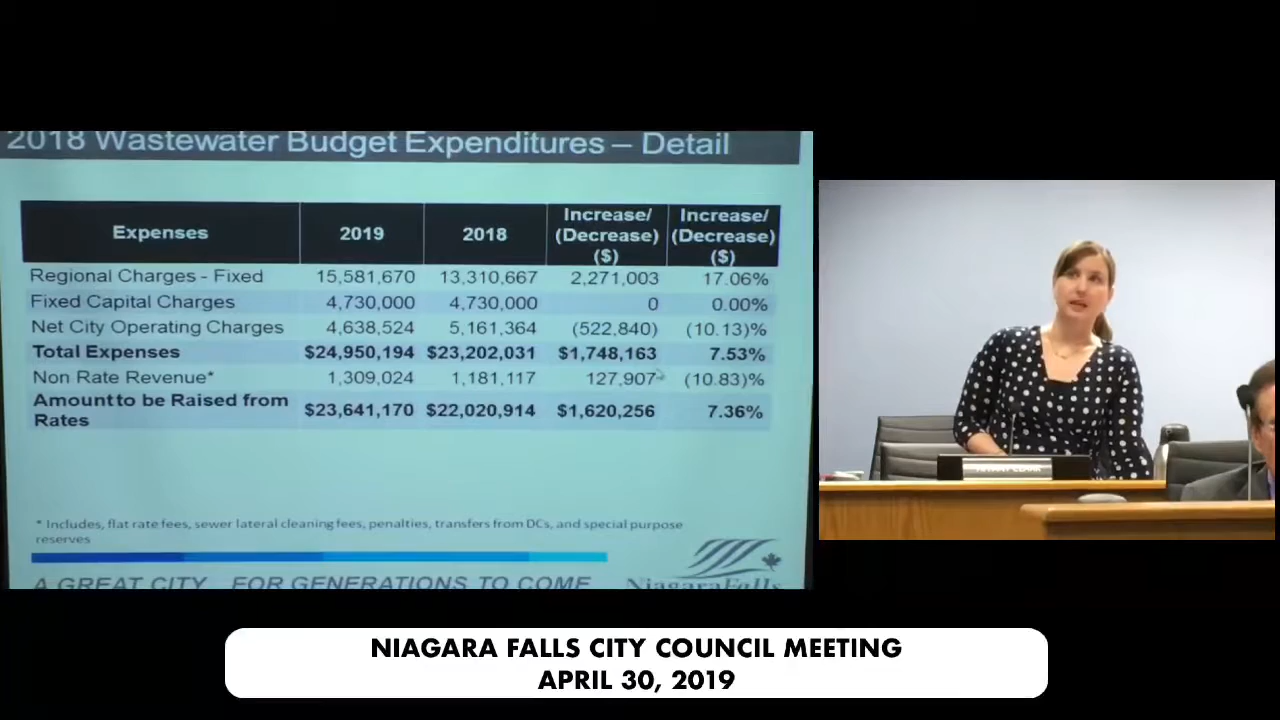 2018 Wastewater Budget Expenditures – Detail
Expenses 2019 2018 Increase/ (Decrease) ($) Increase/ (Decrease) ($)
Regional Charges - Fixed 15,581,670 13,310,667 2,271,003 17.06%
Fixed Capital Charges 4,730,000 4,730,000 0 0.00%
Net City Operating Charges 4,638,524 5,161,364 (522,840) (10.13)%
Total Expenses $24,950,194 $23,202,031 $1,748,163 7.53%
Non Rate Revenue* 1,309,024 1,181,117 127,907 (10.83)%
Amount to be Raised from Rates $23,641,170 $22,020,914 $1,620,256 7.36%
* Includes, flat rate fees, sewer lateral cleaning fees, penalties, transfers from DCs, and special purpose
reserves
A GREAT CITY FOR GENERATIONS TO COME
NiagaraFalls
NIAGARA FALLS CITY COUNCIL MEETING
APRIL 30, 2019